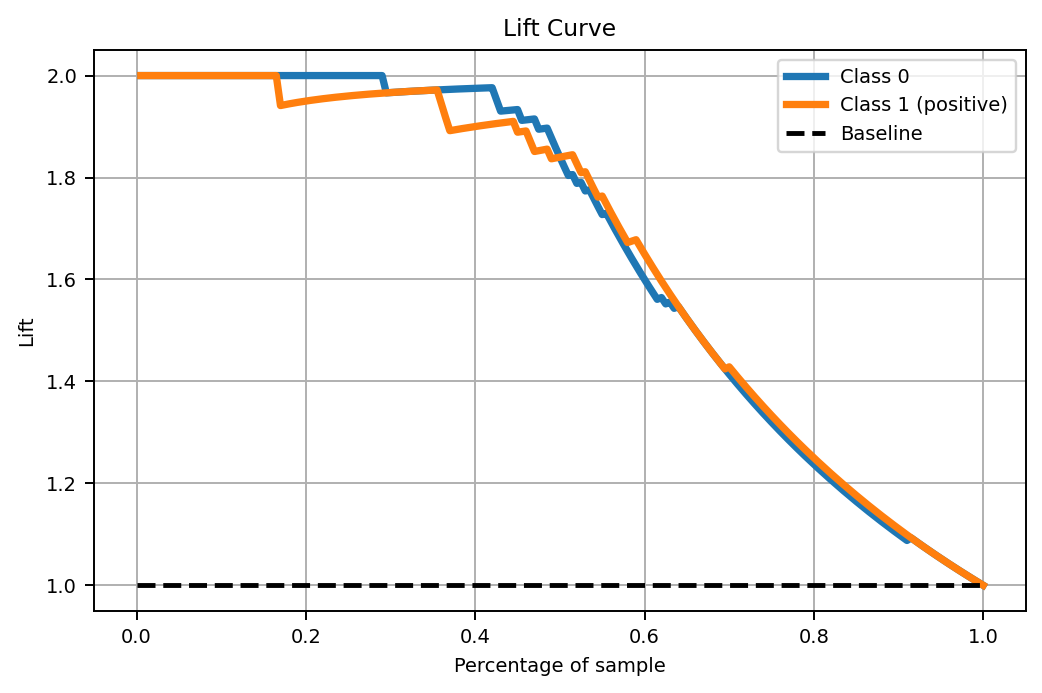 Lift Curve
2.0
1.8
1.6
1.4
1.2
1.0
Lift
Class 0
Class 1 (positive)
Baseline
0.0 0.2 0.4 0.6 0.8 1.0
Percentage of sample